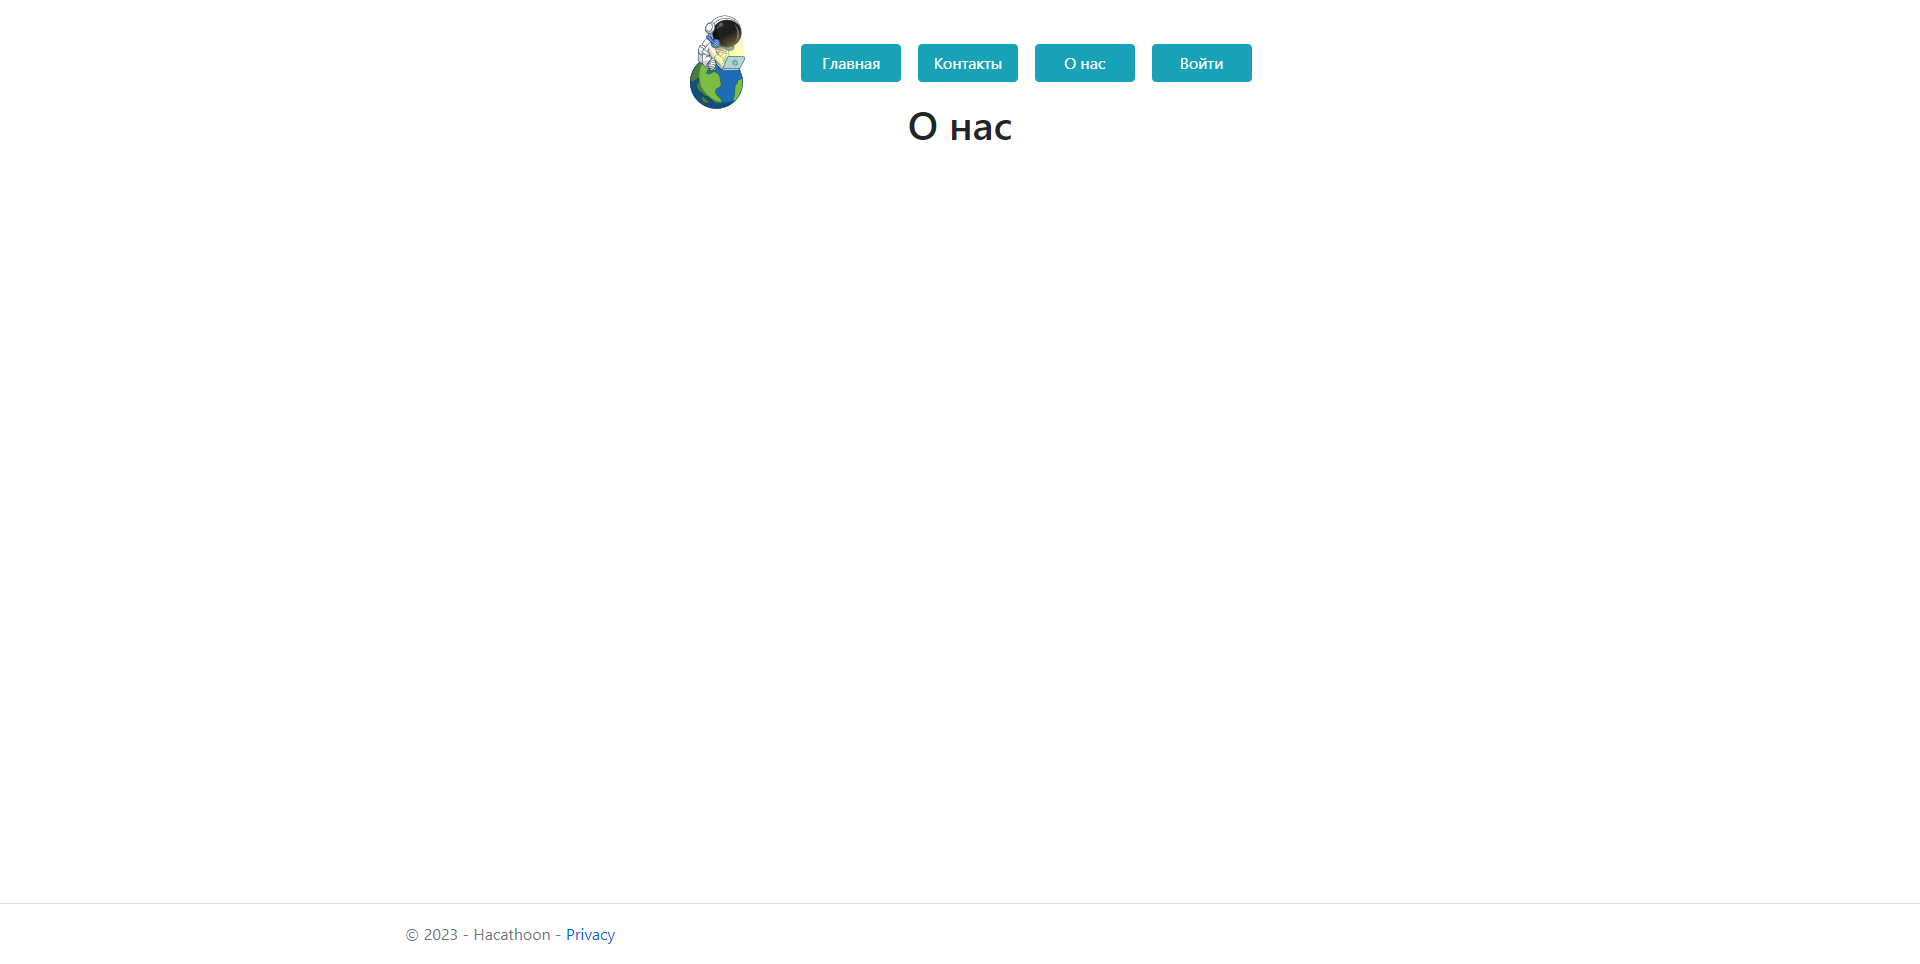 Главная Контакты О нас Войти
О нас
© 2023 - Hacathoon - Privacy